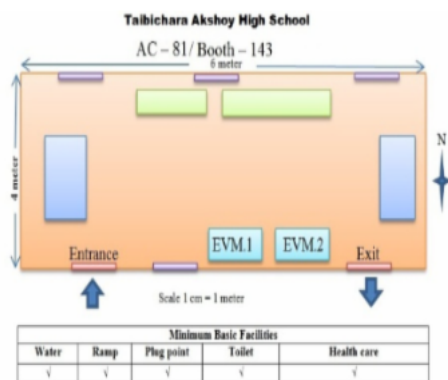 Taibichara Akshoy High School
AC – 81/ Booth – 143
6 meter
4 meter
N
EVM.1 EVM.2
Entrance Exit
Scale 1 cm = 1 meter
Minimum Basic Facilities
Water Ramp Plug point Toilet Health care
√ √ √ √ √